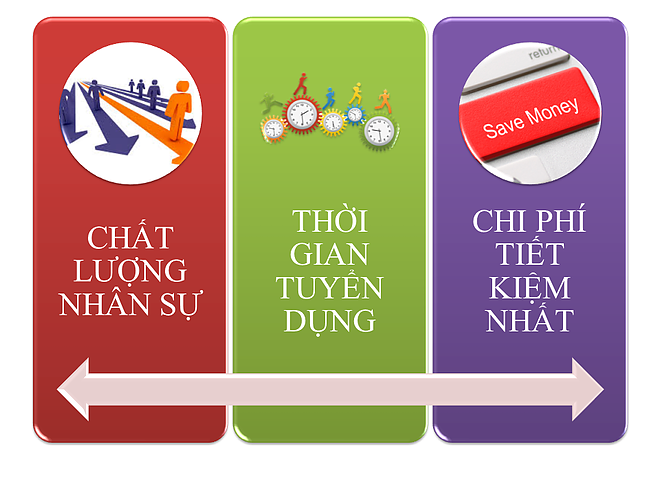 CHẤT
LƯỢNG
NHÂN SỰ
THỜI
GIAN
TUYỂN
DỤNG
return
Save Money
CHI PHÍ
TIẾT
KIỆM
NHẤT